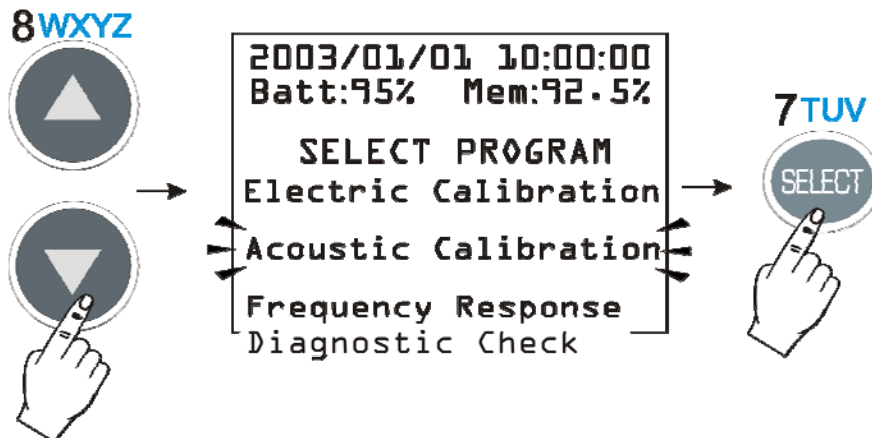 8WXYZ
2003/01/01 10:00:00
Batt:95% Mem:92.5%
SELECT PROGRAM
Electric Calibration
Acoustic Calibration
Frequency Response
Diagnostic Check
7TUV
SELECT